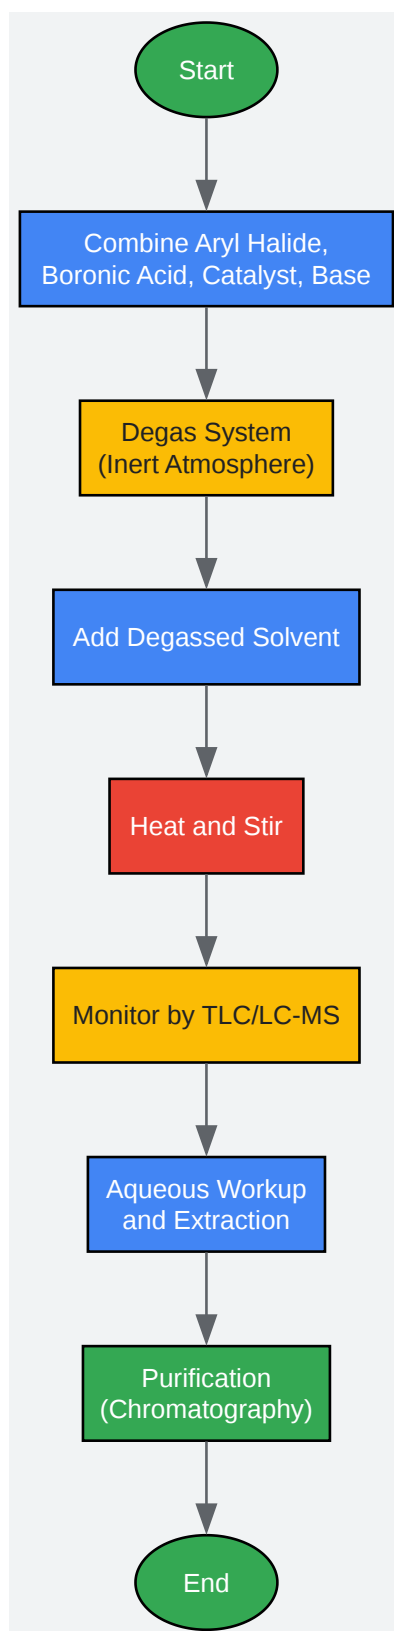 Start
Combine Aryl Halide,
Boronic Acid, Catalyst, Base
Degas System
(Inert Atmosphere)
Add Degassed Solvent
Heat and Stir
Monitor by TLC/LC-MS
Aqueous Workup
and Extraction
Purification
(Chromatography)
End